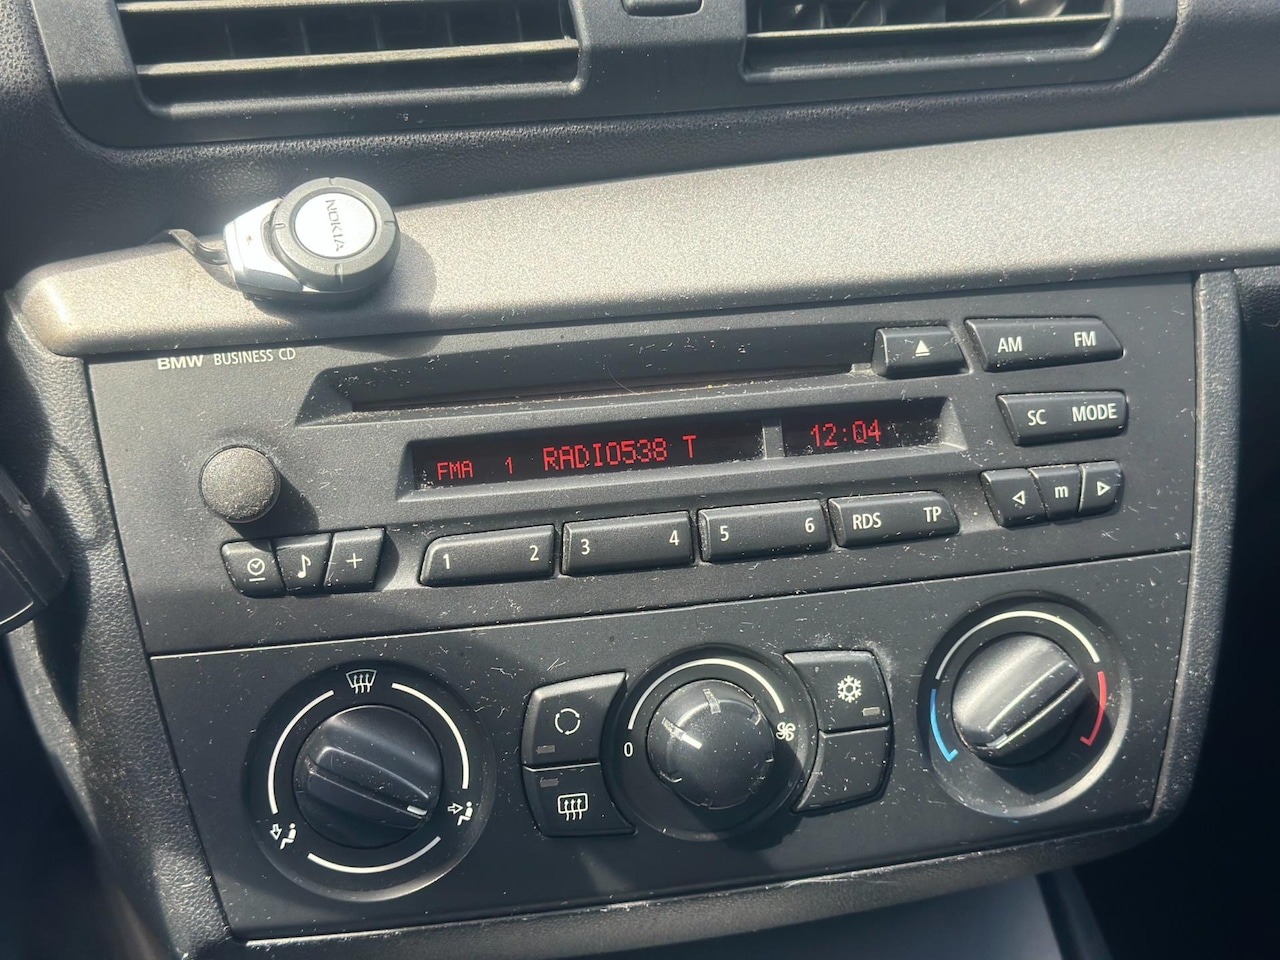 NOKIA
BMW BUSINESS CD
AM FM
SC MODE
FMA 1 RADIO538 T 12:04
m
1 2 3 4 5 6 RDS TP
+
0